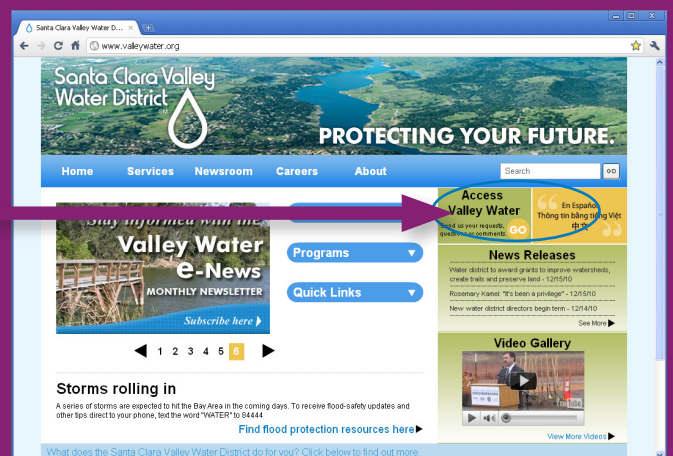 Santa Clara Valley Water D...
www.valleywater.org
Santa Clara Valley
Water District
SM
PROTECTING YOUR FUTURE.
Home Services Newsroom Careers About
Search GO
Stay informed with the
Valley Water
e-News
MONTHLY NEWSLETTER
Subscribe here
1 2 3 4 5 6
Programs
Quick Links
Access
Valley Water
Send us your requests,
questions or comments.
GO
En Español
Thông tin bằng tiếng Việt
中文
News Releases
Water district to award grants to improve watersheds,
create trails and preserve land - 12/15/10
Rosemary Kamei: "It's been a privilege" - 12/15/10
New water district directors begin term - 12/14/10
See More
Video Gallery
YouTube
View More Videos
Storms rolling in
A series of storms are expected to hit the Bay Area in the coming days. To receive flood-safety updates and
other tips direct to your phone, text the word "WATER" to 84444
Find flood protection resources here
What does the Santa Clara Valley Water District do for you? Click below to find out more.